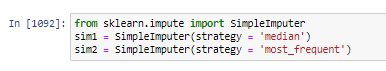 In [1092]: from sklearn.impute import SimpleImputer
sim1 = SimpleImputer(strategy = 'median')
sim2 = SimpleImputer(strategy = 'most_frequent')